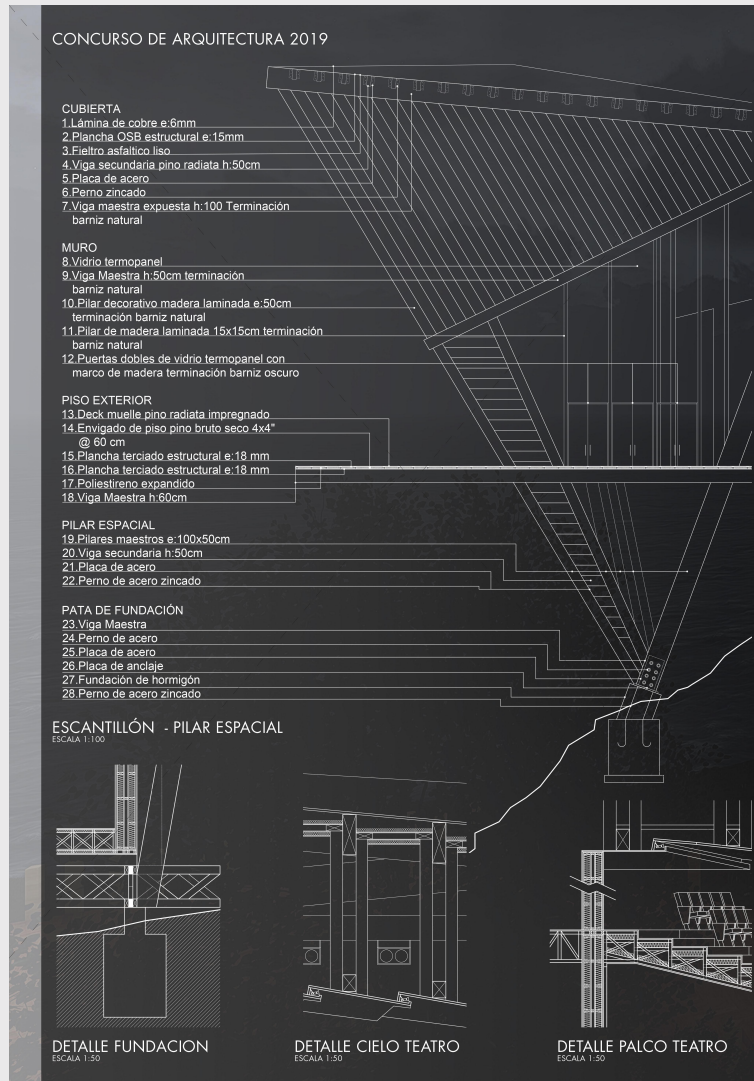 CONCURSO DE ARQUITECTURA 2019
CUBIERTA
1.Lámina de cobre e:6mm
2.Plancha OSB estructural e:15mm
3.Fieltro asfaltico liso
4.Viga secundaria pino radiata h:50cm
5.Placa de acero
6.Perno zincado
7.Viga maestra expuesta h:100 Terminación
barniz natural
MURO
8.Vidrio termopanel
9.Viga Maestra h:50cm terminación
barniz natural
10.Pilar decorativo madera laminada e:50cm
terminación barniz natural
11.Pilar de madera laminada 15x15cm terminación
barniz natural
12.Puertas dobles de vidrio termopanel con
marco de madera terminación barniz oscuro
PISO EXTERIOR
13.Deck muelle pino radiata impregnado
14.Envigado de piso pino bruto seco 4x4"
@ 60 cm
15.Plancha terciado estructural e:18 mm
16.Plancha terciado estructural e:18 mm
17.Poliestireno expandido
18.Viga Maestra h:60cm
PILAR ESPACIAL
19.Pilares maestros e:100x50cm
20.Viga secundaria h:50cm
21.Placa de acero
22.Perno de acero zincado
PATA DE FUNDACIÓN
23.Viga Maestra
24.Perno de acero
25.Placa de acero
26.Placa de anclaje
27.Fundación de hormigón
28.Perno de acero zincado
ESCANTILLÓN - PILAR ESPACIAL
ESCALA 1:100
DETALLE FUNDACION
ESCALA 1:50
DETALLE CIELO TEATRO
ESCALA 1:50
DETALLE PALCO TEATRO
ESCALA 1:50